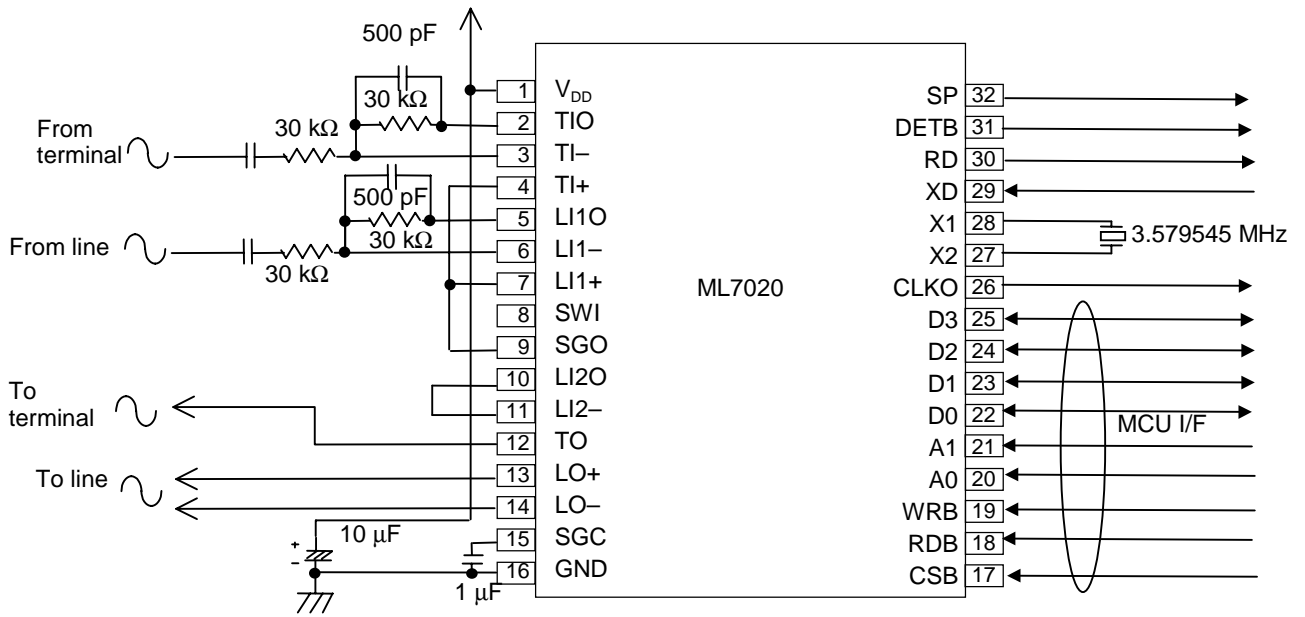 500 pF
30 kΩ
30 kΩ
From
terminal
500 pF
30 kΩ
From line
30 kΩ
To
terminal
To line
+
–
10 µF
1 µF
1 VDD
2 TIO
3 TI–
4 TI+
5 LI1O
6 LI1–
7 LI1+
8 SWI
9 SGO
10 LI2O
11 LI2–
12 TO
13 LO+
14 LO–
15 SGC
16 GND
ML7020
SP 32
DETB 31
RD 30
XD 29
X1 28
X2 27
3.579545 MHz
CLKO 26
D3 25
D2 24
D1 23
D0 22
MCU I/F
A1 21
A0 20
WRB 19
RDB 18
CSB 17